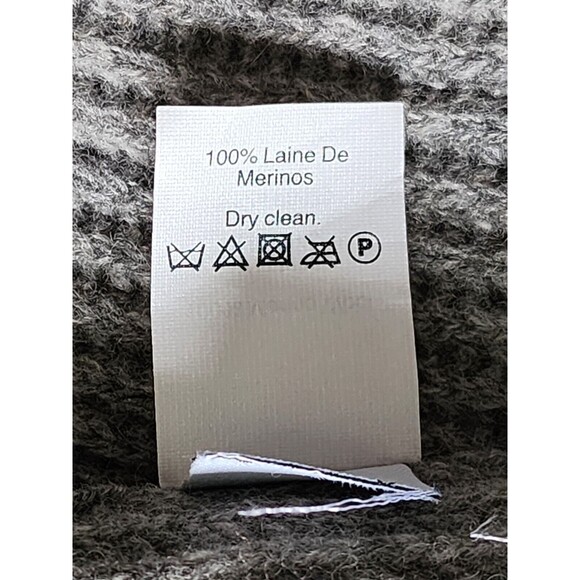 100% Laine De
Merinos
Dry clean.
P